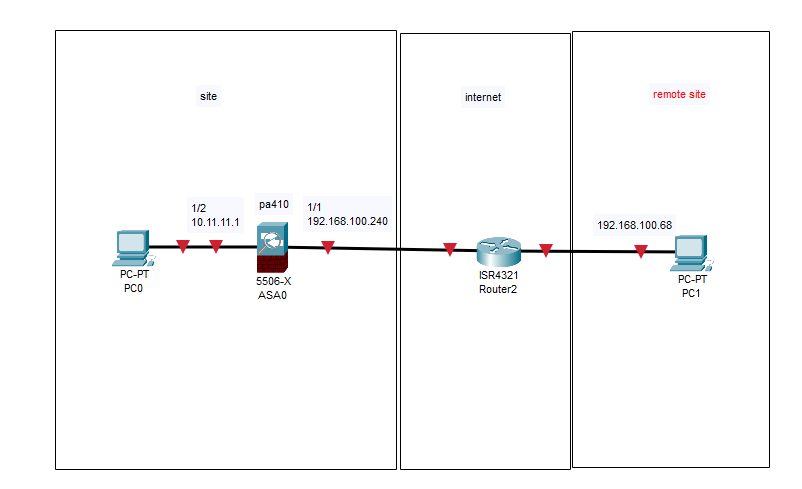 site
internet
remote site
1/2
10.11.11.1
pa410
1/1
192.168.100.240
192.168.100.68
PC-PT
PC0
5506-X
ASA0
ISR4321
Router2
PC-PT
PC1